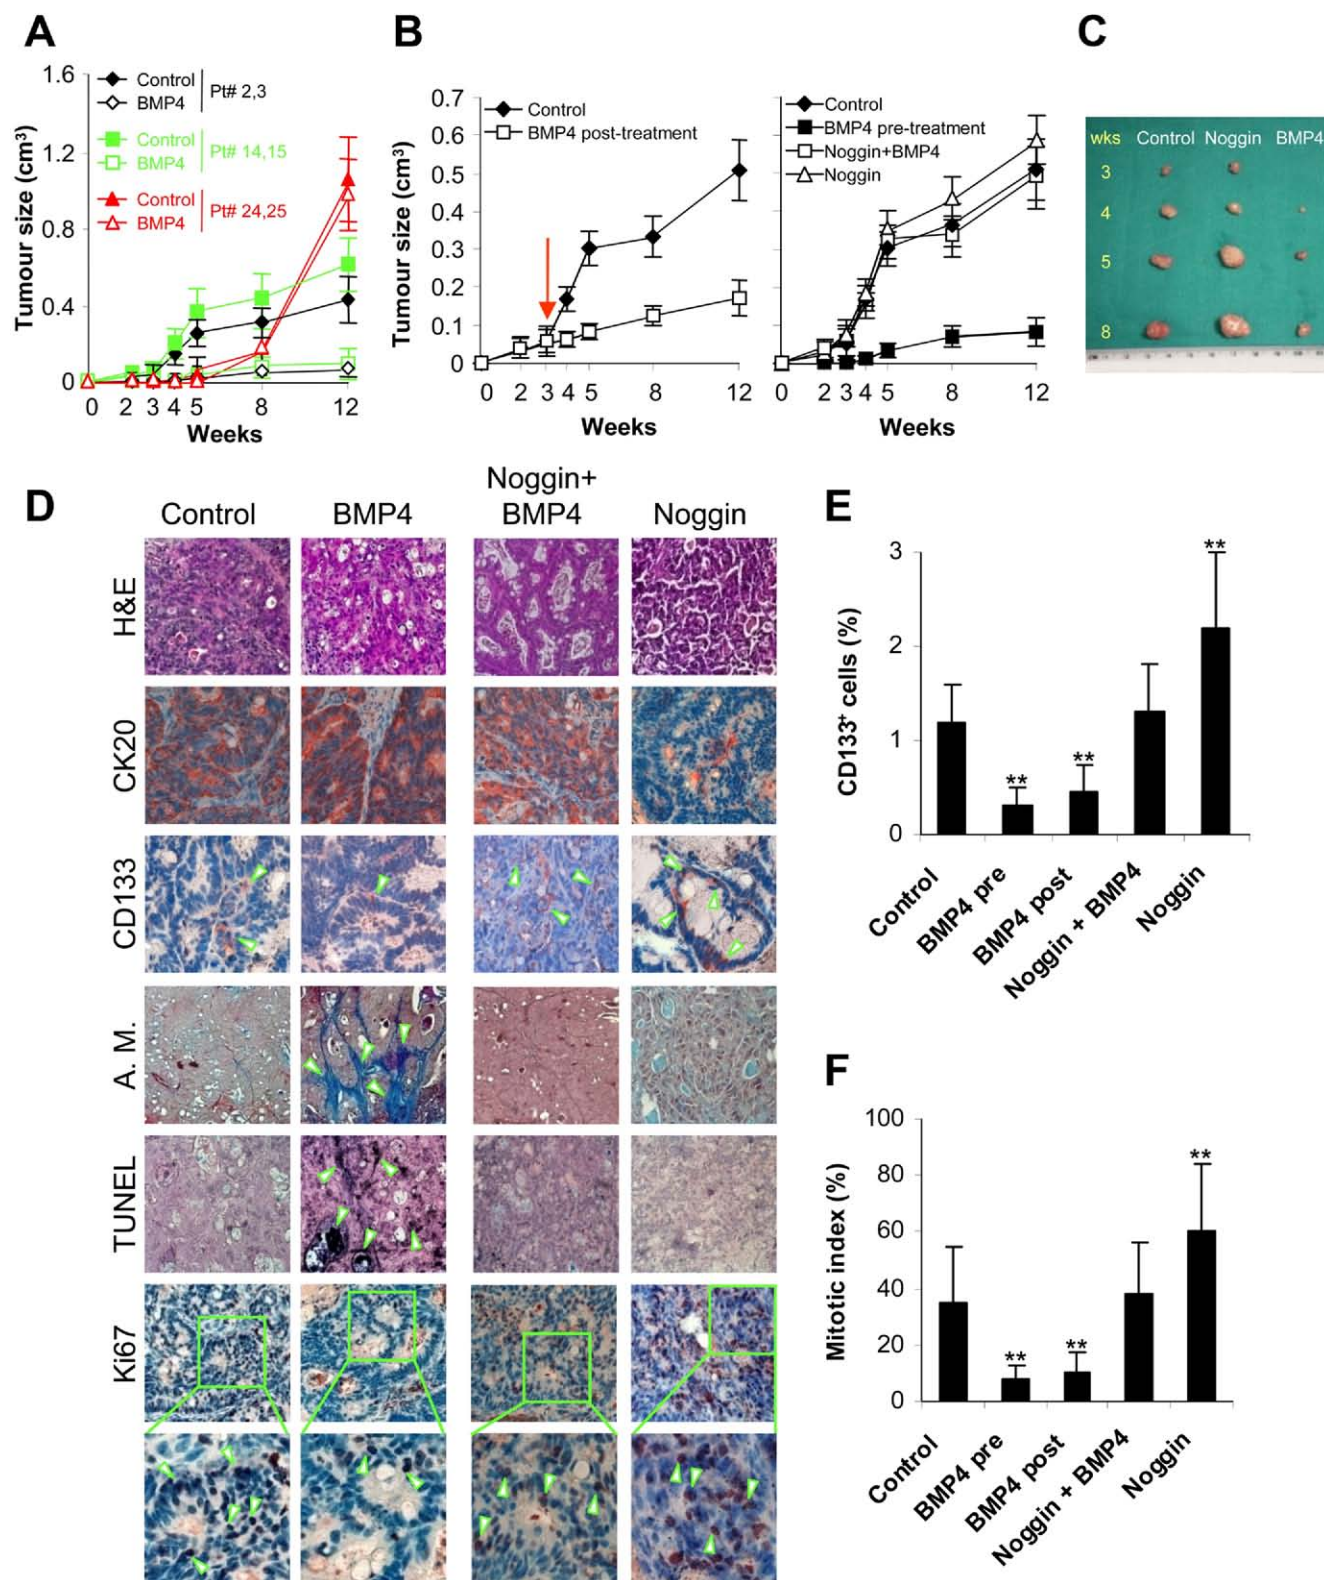 A
Control
BMP4
Pt# 2,3
Control
BMP4
Pt# 14,15
Control
BMP4
Pt# 24,25
Tumour size (cm³)
1.6
1.2
0.8
0.4
0
0 2 3 4 5 8 12
Weeks
B
Control
BMP4 post-treatment
Tumour size (cm³)
0.7
0.6
0.5
0.4
0.3
0.2
0.1
0
0 2 3 4 5 8 12
Weeks
Control
BMP4 pre-treatment
Noggin+BMP4
Noggin
0 2 3 4 5 8 12
Weeks
C
wks Control Noggin BMP4
3
4
5
8
D
Control
BMP4
Noggin+
BMP4
Noggin
H&E
CK20
CD133
A. M.
TUNEL
Ki67
E
CD133⁺ cells (%)
3
2
1
0
** ** **
Control
BMP4 pre
BMP4 post
Noggin + BMP4
Noggin
F
Mitotic index (%)
100
80
60
40
20
0
** ** **
Control
BMP4 pre
BMP4 post
Noggin + BMP4
Noggin